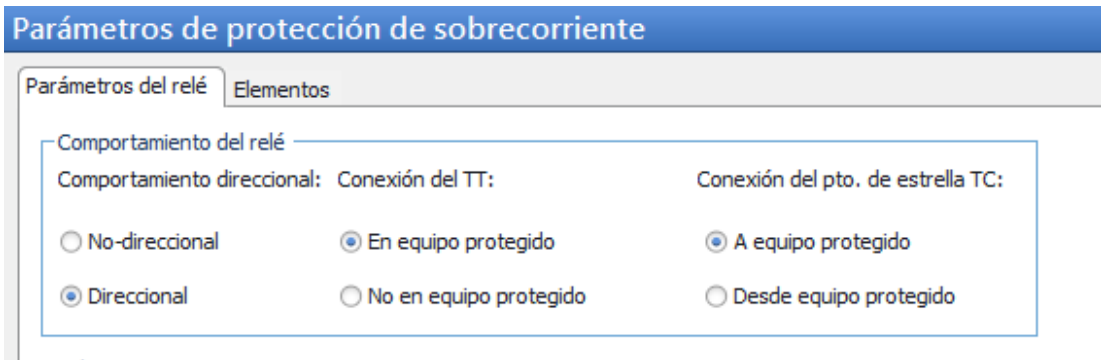 Parámetros de protección de sobrecorriente
Parámetros del relé Elementos
Comportamiento del relé
Comportamiento direccional: Conexión del TT: Conexión del pto. de estrella TC:
No-direccional En equipo protegido A equipo protegido
Direccional No en equipo protegido Desde equipo protegido